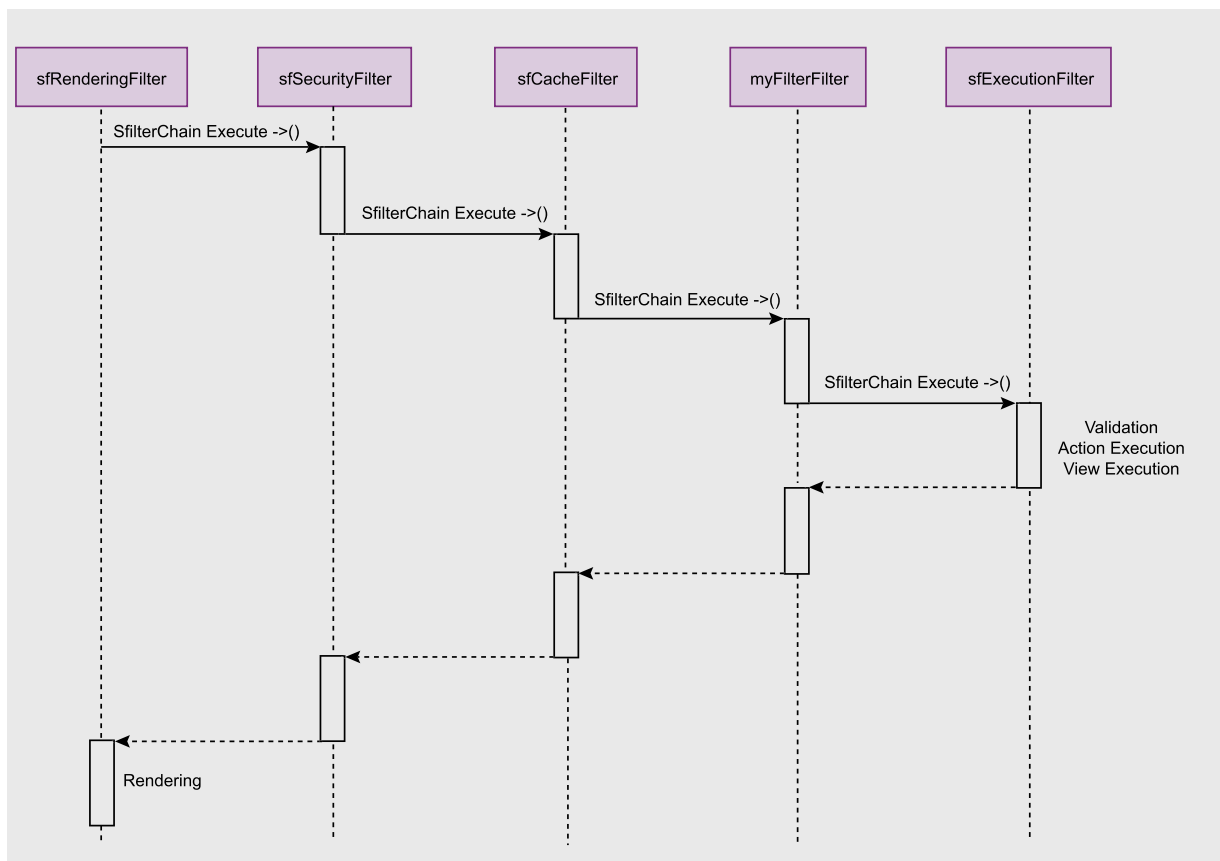 sfRenderingFilter
sfSecurityFilter
sfCacheFilter
myFilterFilter
sfExecutionFilter
SfilterChain Execute ->()
SfilterChain Execute ->()
SfilterChain Execute ->()
SfilterChain Execute ->()
Validation
Action Execution
View Execution
Rendering